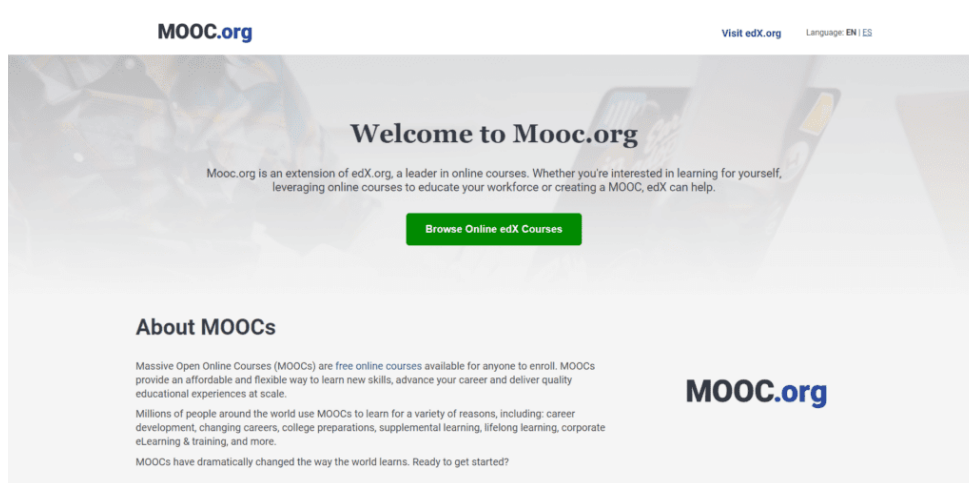 MOOC.org
Visit edX.org
Language: EN | ES
Welcome to Mooc.org
Mooc.org is an extension of edX.org, a leader in online courses. Whether you're interested in learning for yourself,
leveraging online courses to educate your workforce or creating a MOOC, edX can help.
Browse Online edX Courses
About MOOCs
Massive Open Online Courses (MOOCs) are free online courses available for anyone to enroll. MOOCs
provide an affordable and flexible way to learn new skills, advance your career and deliver quality
educational experiences at scale.
Millions of people around the world use MOOCs to learn for a variety of reasons, including: career
development, changing careers, college preparations, supplemental learning, lifelong learning, corporate
eLearning & training, and more.
MOOCs have dramatically changed the way the world learns. Ready to get started?
MOOC.org